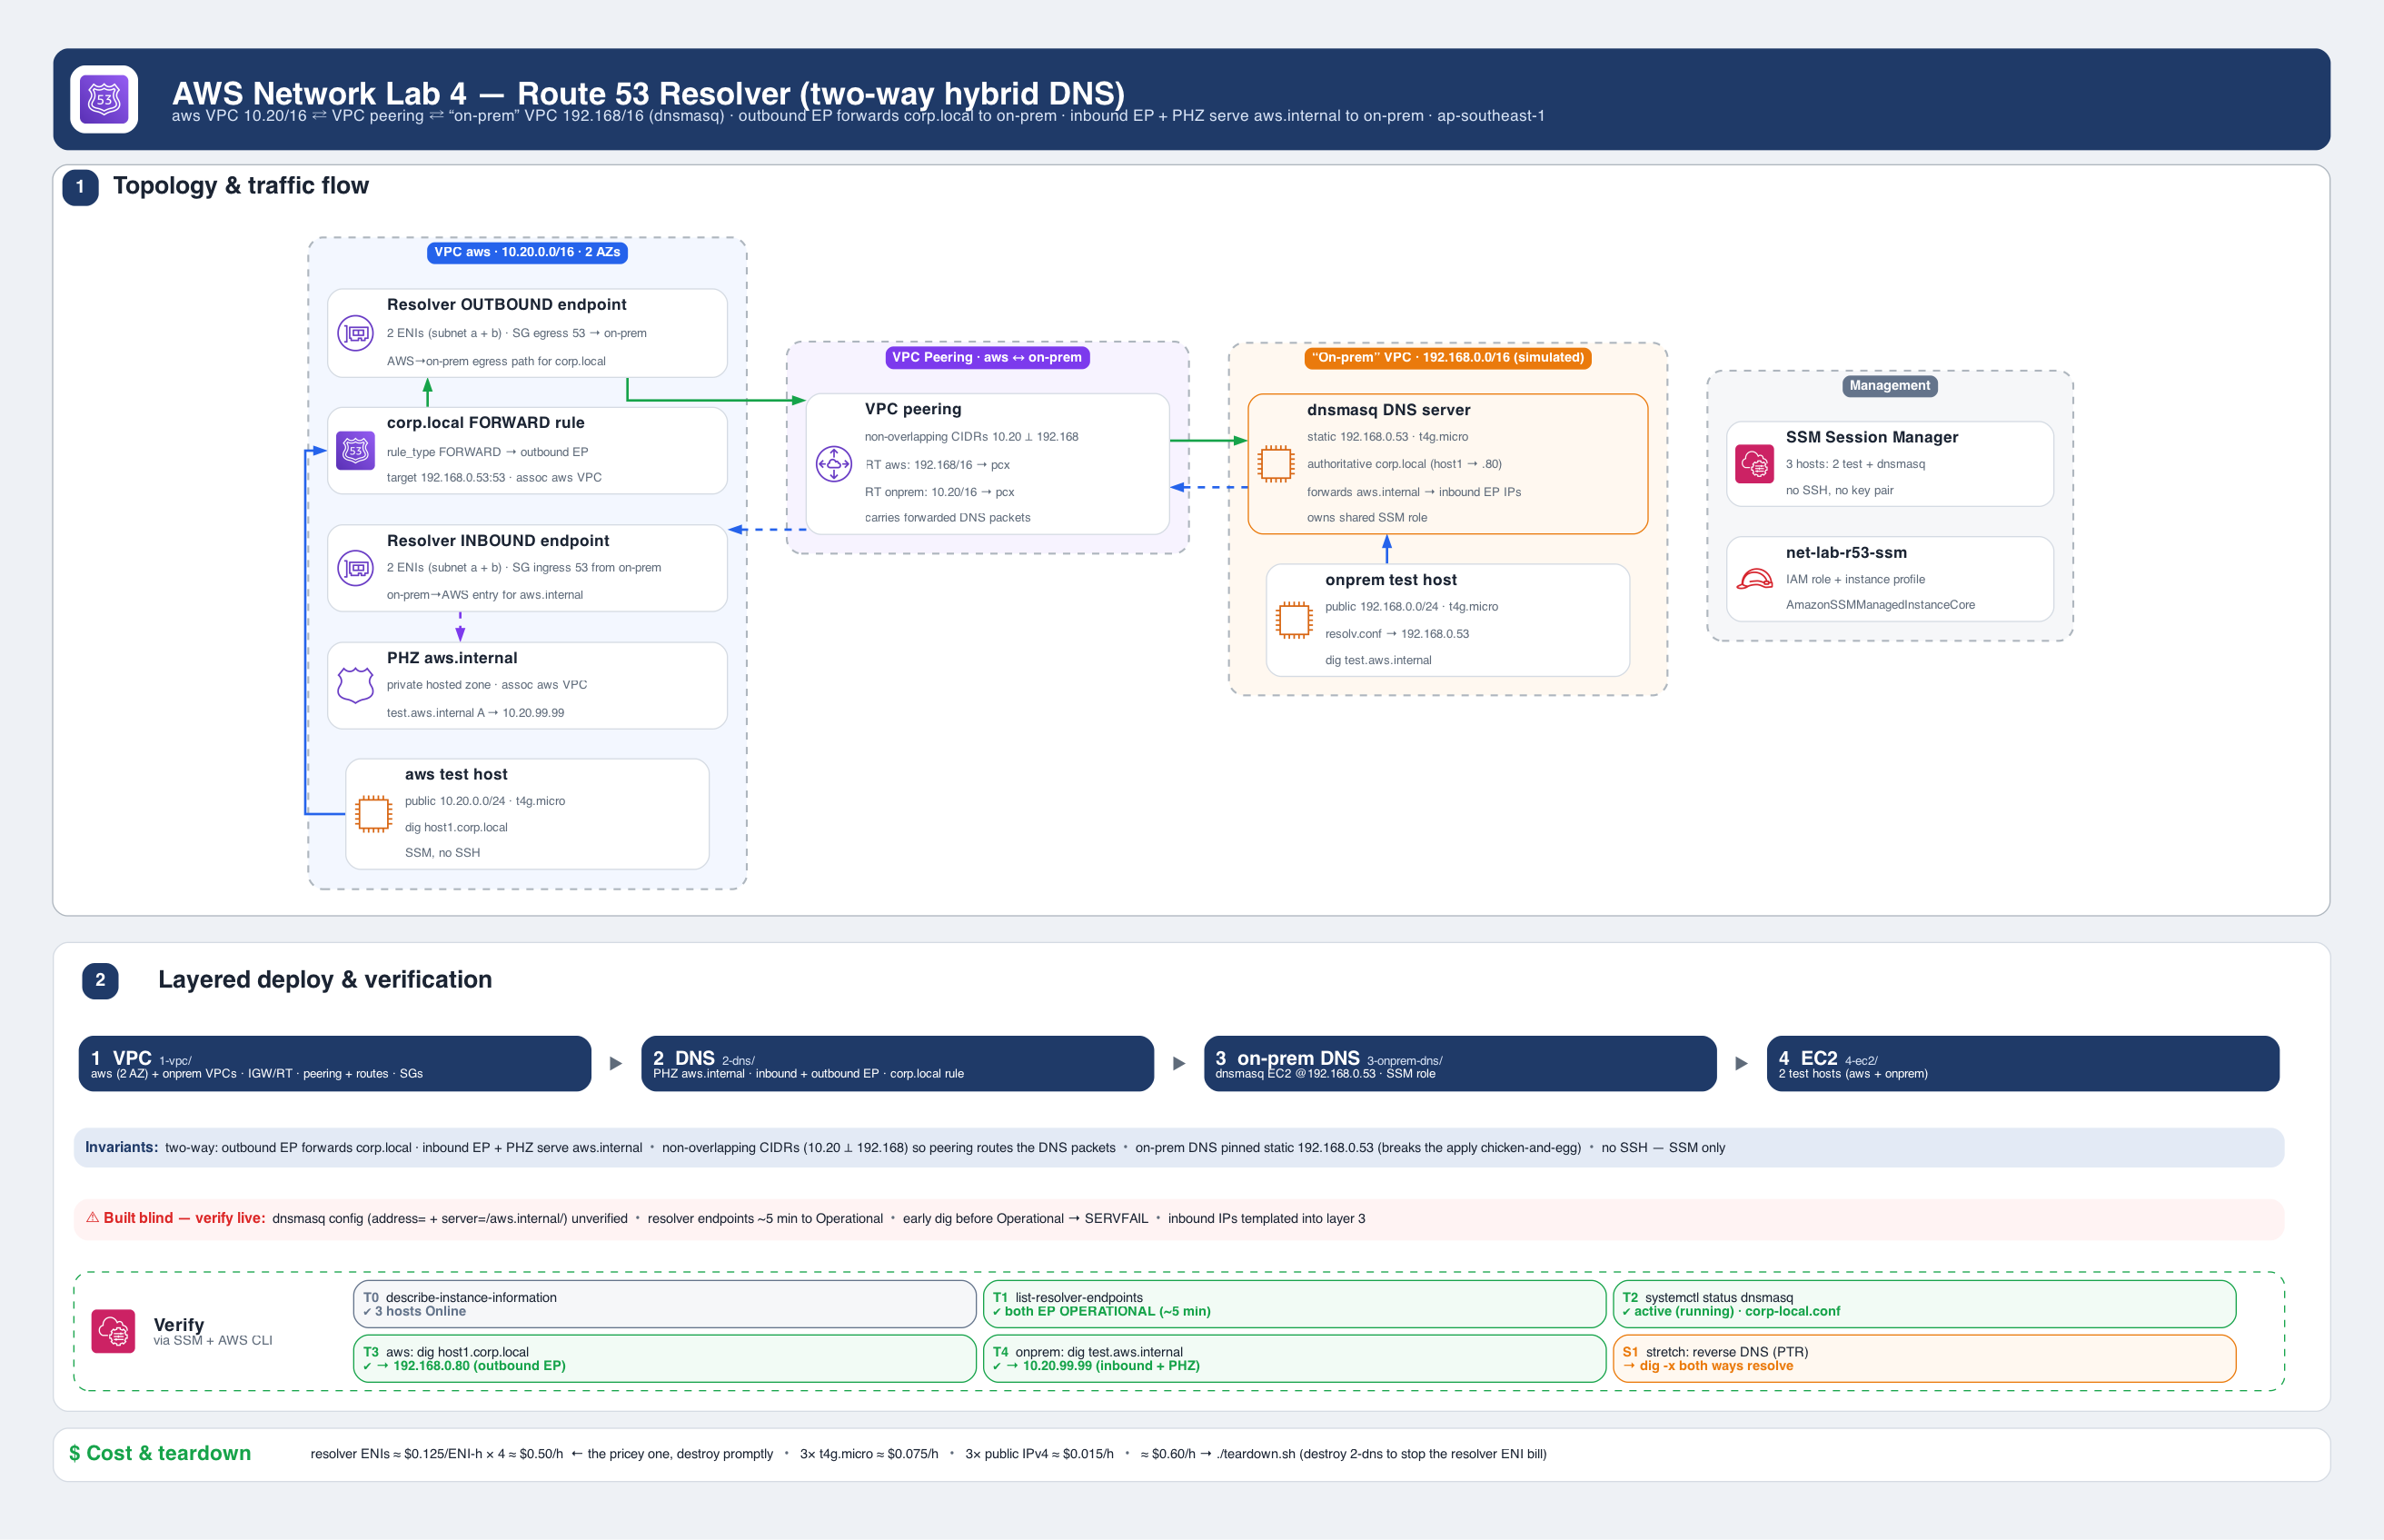 53
AWS Network Lab 4 — Route 53 Resolver (two-way hybrid DNS)
aws VPC 10.20/16 ⇄ VPC peering ⇄ “on-prem” VPC 192.168/16 (dnsmasq) · outbound EP forwards corp.local to on-prem · inbound EP + PHZ serve aws.internal to on-prem · ap-southeast-1
1 Topology & traffic flow
VPC aws · 10.20.0.0/16 · 2 AZs
Resolver OUTBOUND endpoint
2 ENIs (subnet a + b) · SG egress 53 → on-prem
AWS→on-prem egress path for corp.local
53
corp.local FORWARD rule
rule_type FORWARD → outbound EP
target 192.168.0.53:53 · assoc aws VPC
Resolver INBOUND endpoint
2 ENIs (subnet a + b) · SG ingress 53 from on-prem
on-prem→AWS entry for aws.internal
PHZ aws.internal
private hosted zone · assoc aws VPC
test.aws.internal A → 10.20.99.99
aws test host
public 10.20.0.0/24 · t4g.micro
dig host1.corp.local
SSM, no SSH
VPC Peering · aws ↔ on-prem
VPC peering
non-overlapping CIDRs 10.20 ⊥ 192.168
RT aws: 192.168/16 → pcx
RT onprem: 10.20/16 → pcx
carries forwarded DNS packets
“On-prem” VPC · 192.168.0.0/16 (simulated)
dnsmasq DNS server
static 192.168.0.53 · t4g.micro
authoritative corp.local (host1 → .80)
forwards aws.internal → inbound EP IPs
owns shared SSM role
onprem test host
public 192.168.0.0/24 · t4g.micro
resolv.conf → 192.168.0.53
dig test.aws.internal
Management
SSM Session Manager
3 hosts: 2 test + dnsmasq
no SSH, no key pair
net-lab-r53-ssm
IAM role + instance profile
AmazonSSMManagedInstanceCore
2 Layered deploy & verification
1 VPC 1-vpc/
aws (2 AZ) + onprem VPCs · IGW/RT · peering + routes · SGs
2 DNS 2-dns/
PHZ aws.internal · inbound + outbound EP · corp.local rule
3 on-prem DNS 3-onprem-dns/
dnsmasq EC2 @192.168.0.53 · SSM role
4 EC2 4-ec2/
2 test hosts (aws + onprem)
Invariants: two-way: outbound EP forwards corp.local · inbound EP + PHZ serve aws.internal • non-overlapping CIDRs (10.20 ⊥ 192.168) so peering routes the DNS packets • on-prem DNS pinned static 192.168.0.53 (breaks the apply chicken-and-egg) • no SSH — SSM only
⚠ Built blind — verify live: dnsmasq config (address= + server=/aws.internal/) unverified • resolver endpoints ~5 min to Operational • early dig before Operational → SERVFAIL • inbound IPs templated into layer 3
Verify
via SSM + AWS CLI
T0 describe-instance-information
✔ 3 hosts Online
T1 list-resolver-endpoints
✔ both EP OPERATIONAL (~5 min)
T2 systemctl status dnsmasq
✔ active (running) · corp-local.conf
T3 aws: dig host1.corp.local
✔ → 192.168.0.80 (outbound EP)
T4 onprem: dig test.aws.internal
✔ → 10.20.99.99 (inbound + PHZ)
S1 stretch: reverse DNS (PTR)
→ dig -x both ways resolve
$ Cost & teardown
resolver ENIs ≈ $0.125/ENI-h × 4 ≈ $0.50/h ← the pricey one, destroy promptly • 3× t4g.micro ≈ $0.075/h • 3× public IPv4 ≈ $0.015/h • ≈ $0.60/h → ./teardown.sh (destroy 2-dns to stop the resolver ENI bill)